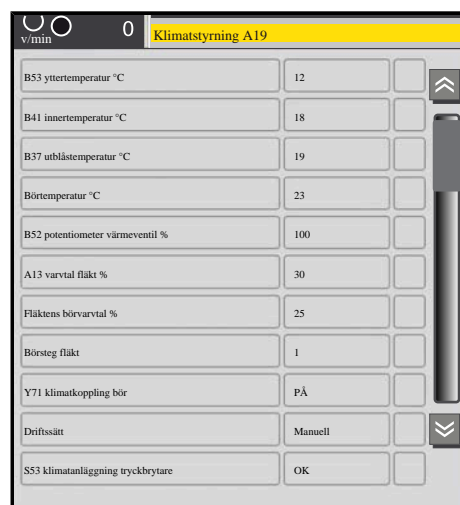 v/min 0 Klimatstyrning A19
B53 yttertemperatur °C 12
B41 innertemperatur °C 18
B37 utblåstemperatur °C 19
Börtemperatur °C 23
B52 potentiometer värmeventil % 100
A13 varvtal fläkt % 30
Fläktens börvarvtal % 25
Börsteg fläkt 1
Y71 klimatkoppling bör PÅ
Driftssätt Manuell
S53 klimatanläggning tryckbrytare OK